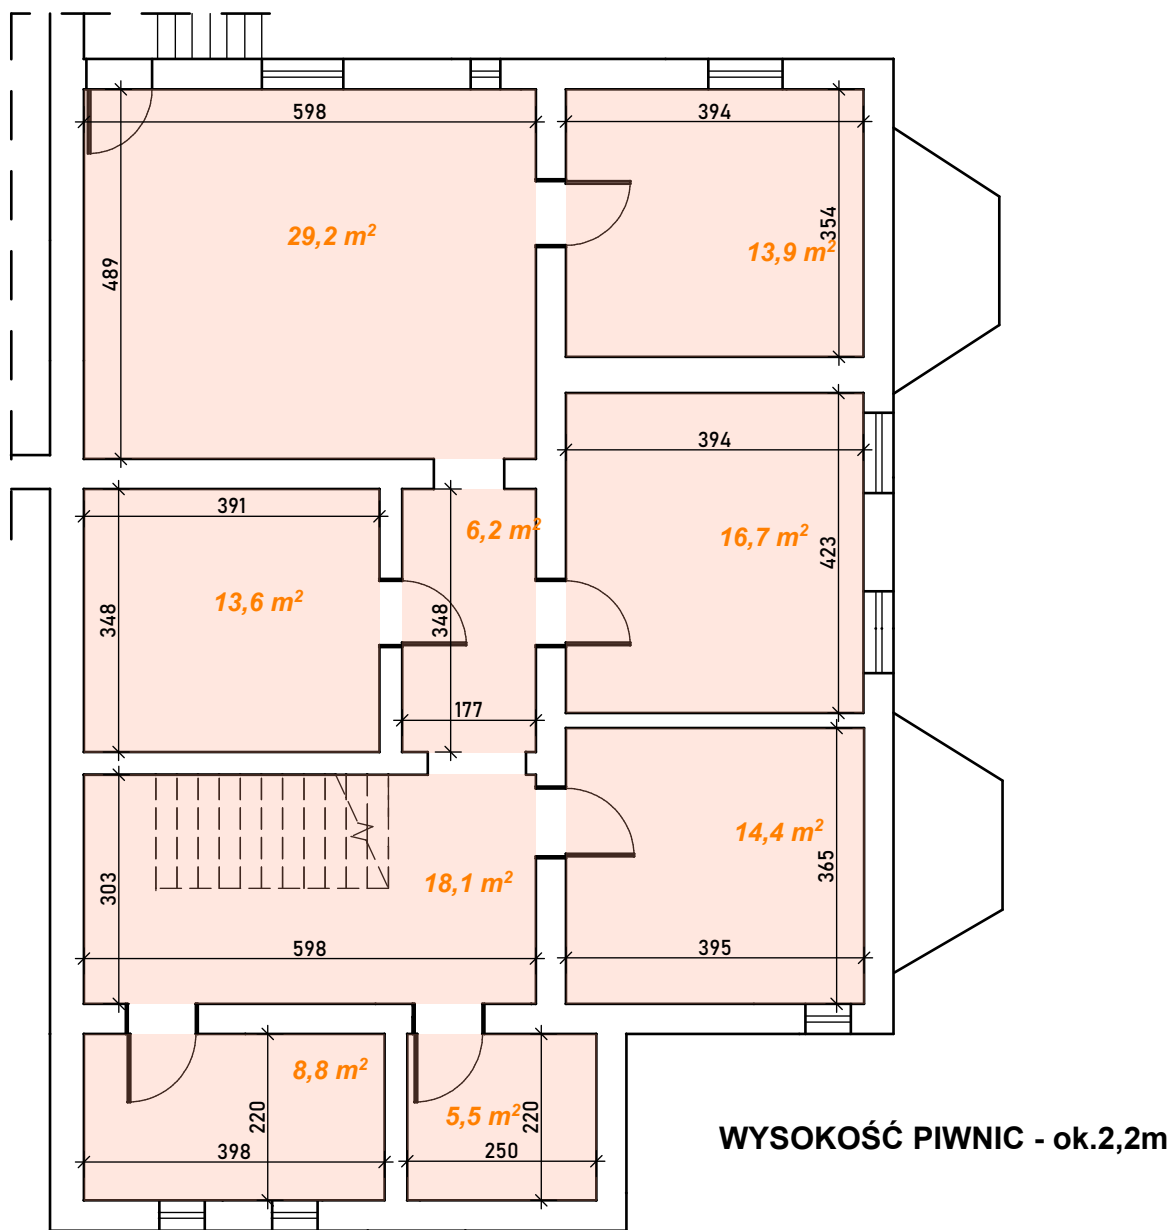 598
394
29,2 m²
354
13,9 m²
489
394
391
6,2 m²
16,7 m²
423
13,6 m²
348
348
177
14,4 m²
365
18,1 m²
303
598
395
8,8 m²
220
5,5 m²
220
398
250
WYSOKOŚĆ PIWNIC - ok.2,2m